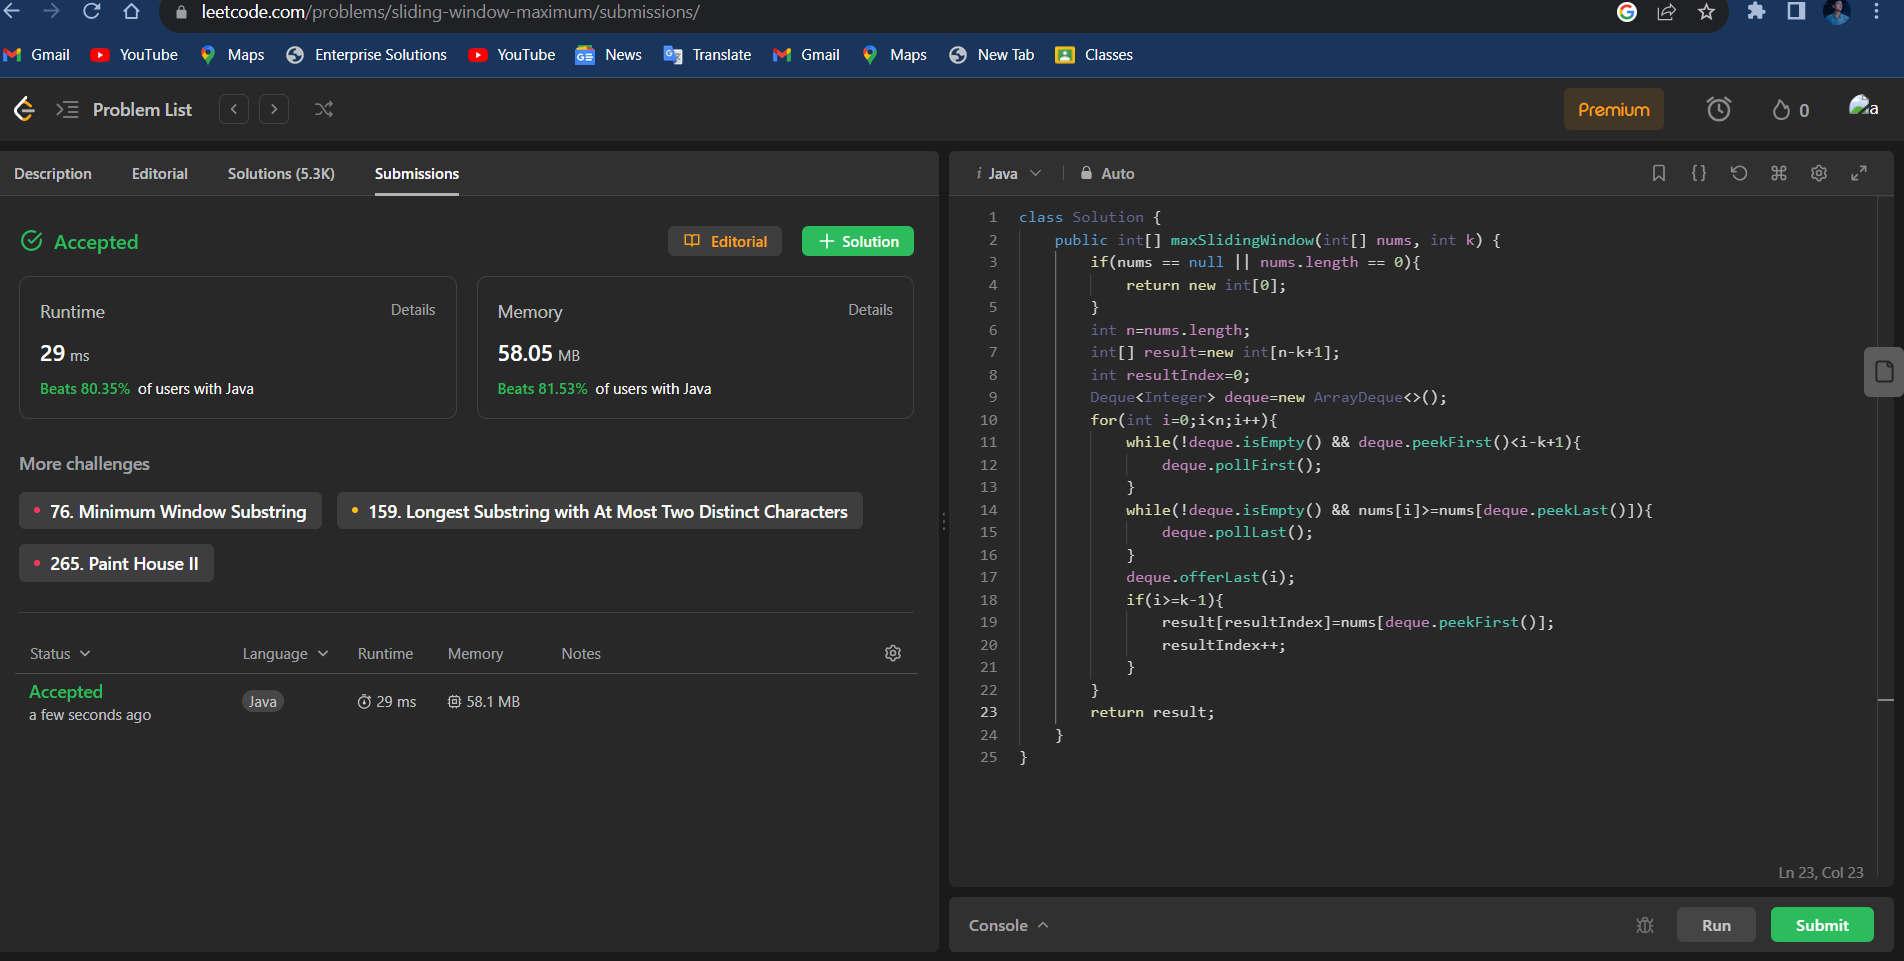 leetcode.com/problems/sliding-window-maximum/submissions/
Gmail YouTube Maps Enterprise Solutions YouTube News Translate Gmail Maps New Tab Classes
Problem List
Premium
0
a
Description Editorial Solutions (5.3K) Submissions
Accepted
Editorial
Solution
Runtime Details
29 ms
Beats 80.35% of users with Java
Memory Details
58.05 MB
Beats 81.53% of users with Java
More challenges
76. Minimum Window Substring
159. Longest Substring with At Most Two Distinct Characters
265. Paint House II
Status Language Runtime Memory Notes
Accepted
a few seconds ago
Java
29 ms
58.1 MB
i Java Auto
1 class Solution {
2 public int[] maxSlidingWindow(int[] nums, int k) {
3 if(nums == null || nums.length == 0){
4 return new int[0];
5 }
6 int n=nums.length;
7 int[] result=new int[n-k+1];
8 int resultIndex=0;
9 Deque<Integer> deque=new ArrayDeque<>();
10 for(int i=0;i<n;i++){
11 while(!deque.isEmpty() && deque.peekFirst()<i-k+1){
12 deque.pollFirst();
13 }
14 while(!deque.isEmpty() && nums[i]>=nums[deque.peekLast()]){
15 deque.pollLast();
16 }
17 deque.offerLast(i);
18 if(i>=k-1){
19 result[resultIndex]=nums[deque.peekFirst()];
20 resultIndex++;
21 }
22 }
23 return result;
24 }
25 }
Ln 23, Col 23
Console
Run
Submit